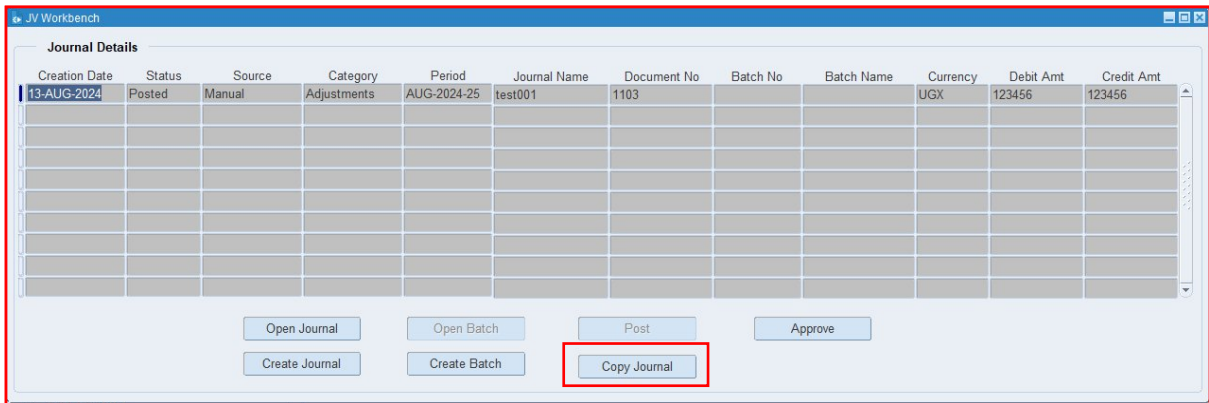 JV Workbench
Journal Details
Creation Date Status Source Category Period Journal Name Document No Batch No Batch Name Currency Debit Amt Credit Amt
13-AUG-2024 Posted Manual Adjustments AUG-2024-25 test001 1103 UGX 123456 123456
Open Journal Open Batch Post Approve
Create Journal Create Batch Copy Journal